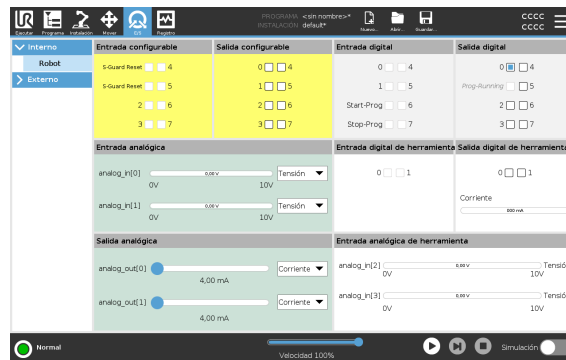 UR
PROGRAMA <sin nombre>*
INSTALACIÓN default*
CCCC
CCCC
Ejecutar Programa Instalación Mover E/S Registro Nuevo... Abrir... Guardar...
Interno
Robot
Externo
Entrada configurable Salida configurable Entrada digital Salida digital
S-Guard Reset 4 0 4 0 4 0 4
S-Guard Reset 5 1 5 1 5 Prog-Running 5
2 6 2 6 Start-Prog 6 2 6
3 7 3 7 Stop-Prog 7 3 7
Entrada analógica Entrada digital de herramienta Salida digital de herramienta
analog_in[0] 0,00 V Tensión 0 1 0 1
0V 10V
Corriente
analog_in[1] 0,00 V Tensión 000 mA
0V 10V
Salida analógica Entrada analógica de herramienta
analog_out[0] Corriente analog_in[2] 0,00 V Tensió
4,00 mA 0V 10V
analog_out[1] Corriente analog_in[3] 0,00 V Tensió
4,00 mA 0V 10V
Normal Velocidad 100% Simulación